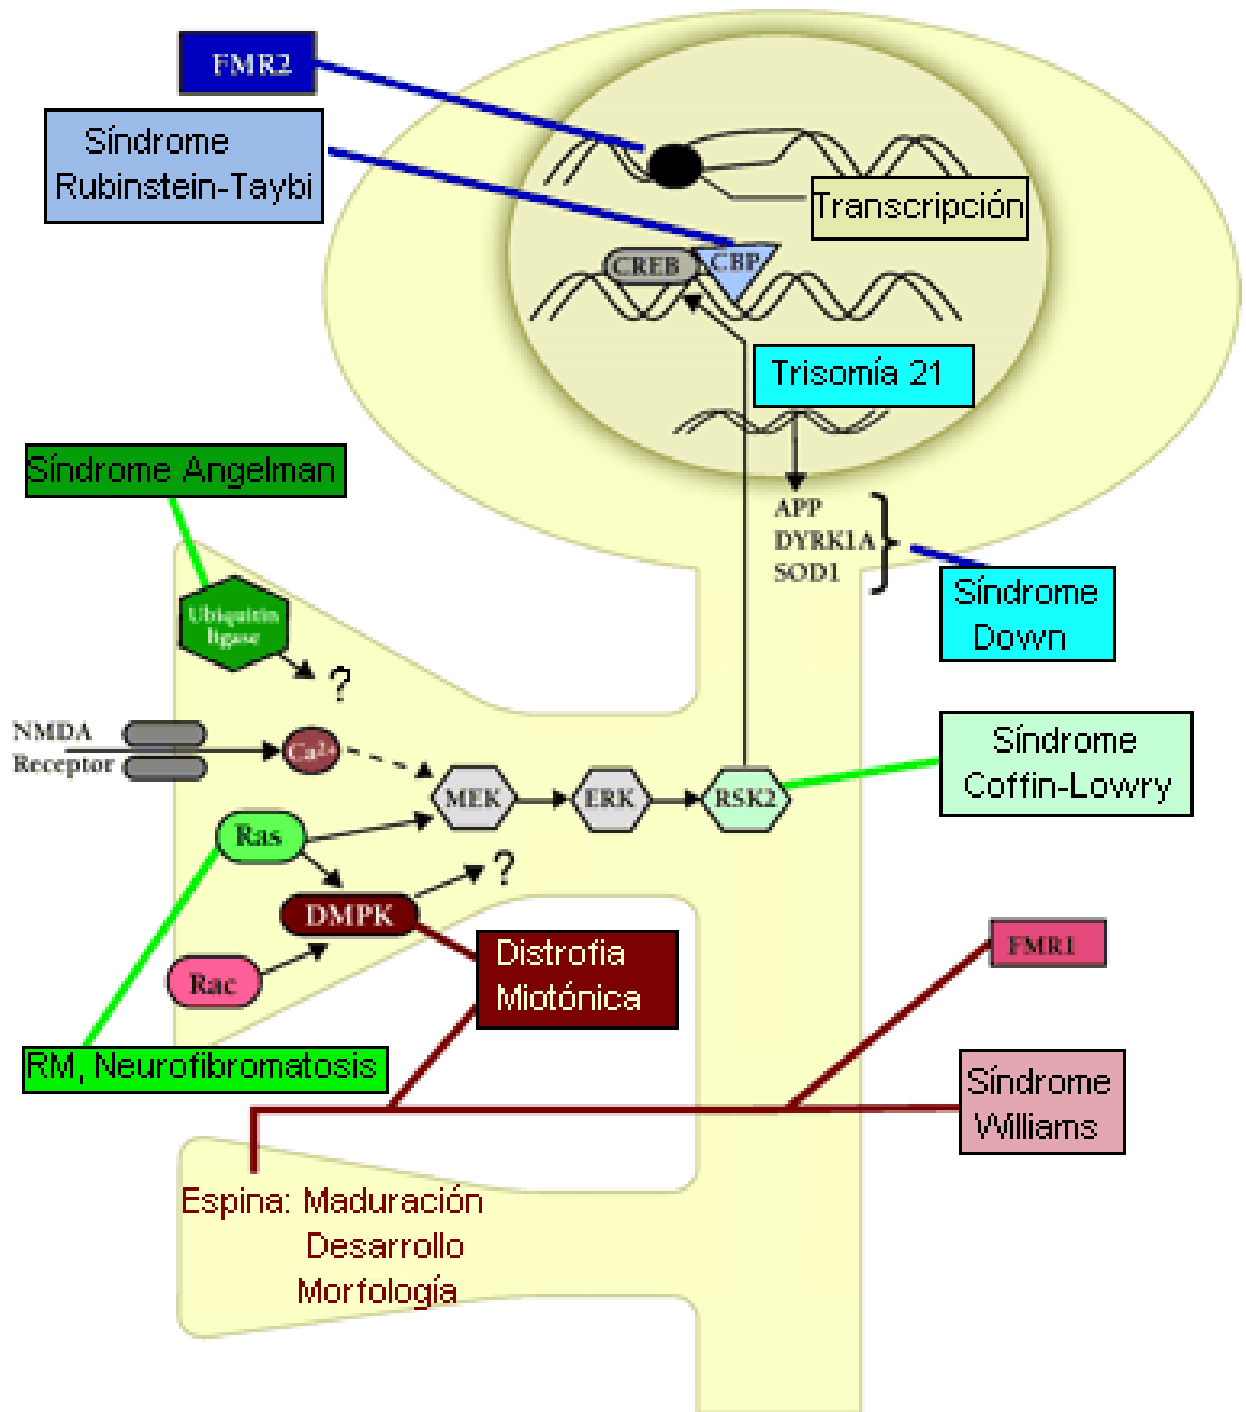 FMR2
Síndrome
Rubinstein-Taybi
Transcripción
CREB
CBP
Trisomía 21
Síndrome Angelman
APP
DYRK1A
SOD1
Síndrome
Down
Ubiquitin
ligase
?
NMDA
Receptor
Ca2+
MEK
ERK
RSK2
Síndrome
Coffin-Lowry
Ras
?
DMPK
Rac
Distrofia
Miotónica
FMR1
RM, Neurofibromatosis
Síndrome
Williams
Espina: Maduración
Desarrollo
Morfología